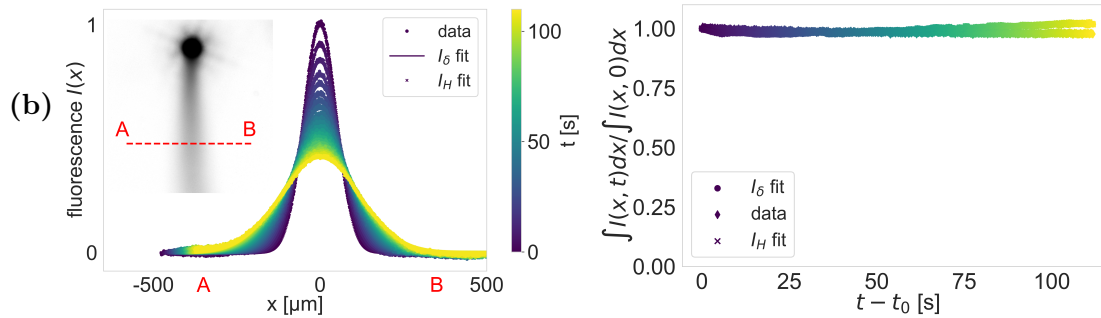 (b)
fluorescence I(x)
1
0
A
B
data
I_δ fit
I_H fit
-500
0
500
A
B
x [μm]
100
50
0
t [s]
∫I(x, t)dx/∫I(x, 0)dx
1.00
0.75
0.50
0.25
0.00
I_δ fit
data
I_H fit
0
25
50
75
100
t − t₀ [s]